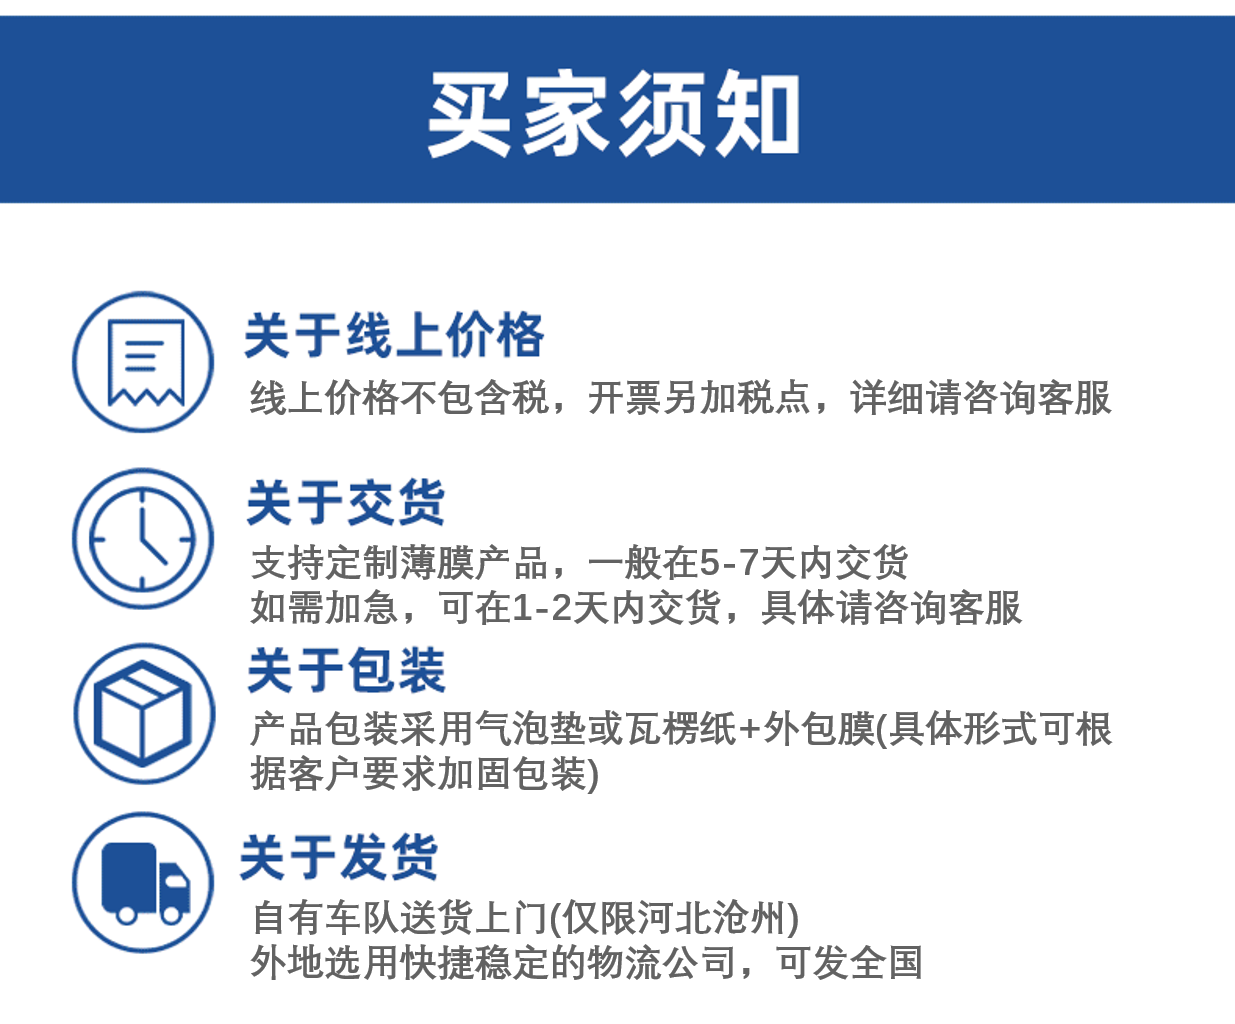 买家须知
关于线上价格
线上价格不包含税，开票另加税点，详细请咨询客服
关于交货
支持定制薄膜产品，一般在5-7天内交货
如需加急，可在1-2天内交货，具体请咨询客服
关于包装
产品包装采用气泡垫或瓦楞纸+外包膜(具体形式可根
据客户要求加固包装)
关于发货
自有车队送货上门(仅限河北沧州)
外地选用快捷稳定的物流公司，可发全国